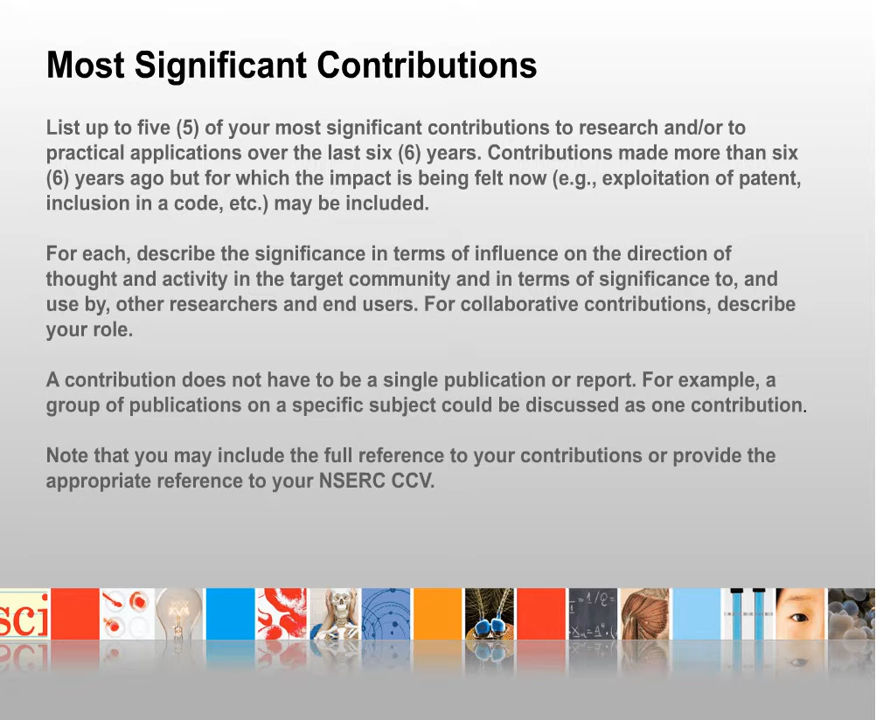 Most Significant Contributions
List up to five (5) of your most significant contributions to research and/or to
practical applications over the last six (6) years. Contributions made more than six
(6) years ago but for which the impact is being felt now (e.g., exploitation of patent,
inclusion in a code, etc.) may be included.
For each, describe the significance in terms of influence on the direction of
thought and activity in the target community and in terms of significance to, and
use by, other researchers and end users. For collaborative contributions, describe
your role.
A contribution does not have to be a single publication or report. For example, a
group of publications on a specific subject could be discussed as one contribution.
Note that you may include the full reference to your contributions or provide the
appropriate reference to your NSERC CCV.
sci